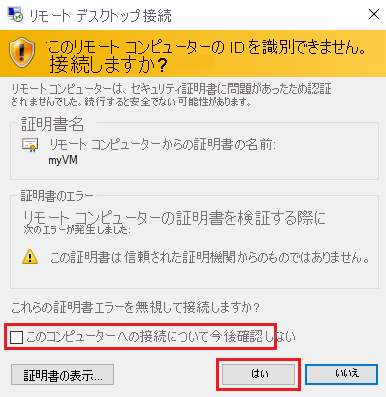 リモート デスクトップ接続
このリモート コンピューターの ID を識別できません。
接続しますか?
リモート コンピューターは、セキュリティ証明書に問題があったため認証
されませんでした。続行すると安全でない可能性があります。
証明書名
リモート コンピューターからの証明書の名前:
myVM
証明書のエラー
リモート コンピューターの証明書を検証する際に
次のエラーが発生しました:
この証明書は信頼された証明機関からのものではありません。
これらの証明書エラーを無視して接続しますか?
このコンピューターへの接続について今後確認しない
証明書の表示...
はい
いいえ